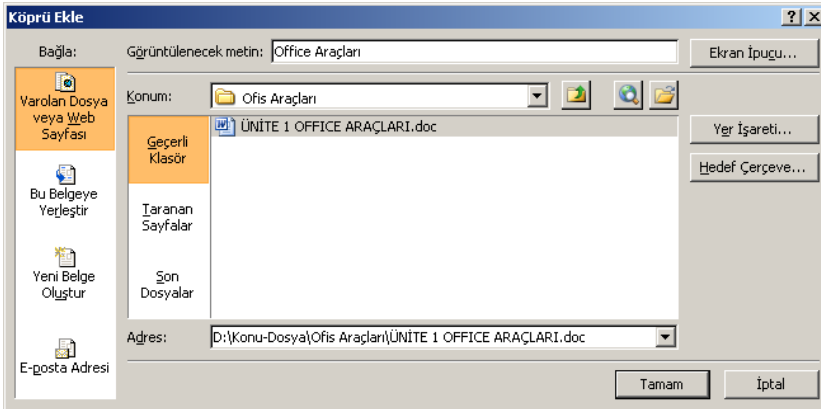 Köprü Ekle
Bağla:
Görüntülenecek metin: Office Araçları
Ekran İpucu...
Varolan Dosya
veya Web
Sayfası
Konum: Ofis Araçları
Geçerli
Klasör
ÜNİTE 1 OFFICE ARAÇLARI.doc
Yer İşareti...
Hedef Çerçeve...
Bu Belgeye
Yerleştir
Taranan
Sayfalar
Yeni Belge
Oluştur
Son
Dosyalar
E-posta Adresi
Adres: D:\Konu-Dosya\Ofis Araçları\ÜNİTE 1 OFFICE ARAÇLARI.doc
Tamam
İptal